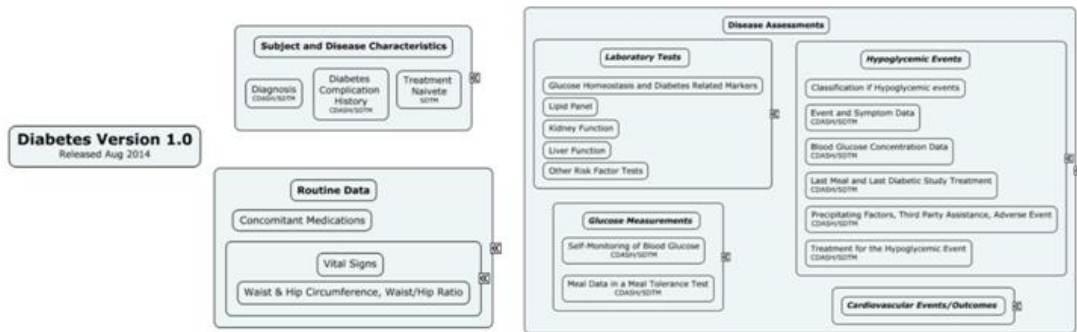 Diabetes Version 1.0
Released Aug 2014
Subject and Disease Characteristics
Diagnosis
CDASH/SDTM
Diabetes
Complication
History
CDASH/SDTM
Treatment
Naivete
SDTM
Routine Data
Concomitant Medications
Vital Signs
Waist & Hip Circumference, Waist/Hip Ratio
Disease Assessments
Laboratory Tests
Glucose Homeostasis and Diabetes Related Markers
Lipid Panel
Kidney Function
Liver Function
Other Risk Factor Tests
Glucose Measurements
Self-Monitoring of Blood Glucose
CDASH/SDTM
Meal Data in a Meal Tolerance Test
CDASH/SDTM
Hypoglycemic Events
Classification if Hypoglycemic events
Event and Symptom Data
CDASH/SDTM
Blood Glucose Concentration Data
CDASH/SDTM
Last Meal and Last Diabetic Study Treatment
CDASH/SDTM
Precipitating Factors, Third Party Assistance, Adverse Event
CDASH/SDTM
Treatment for the Hypoglycemic Event
CDASH/SDTM
Cardiovascular Events/Outcomes